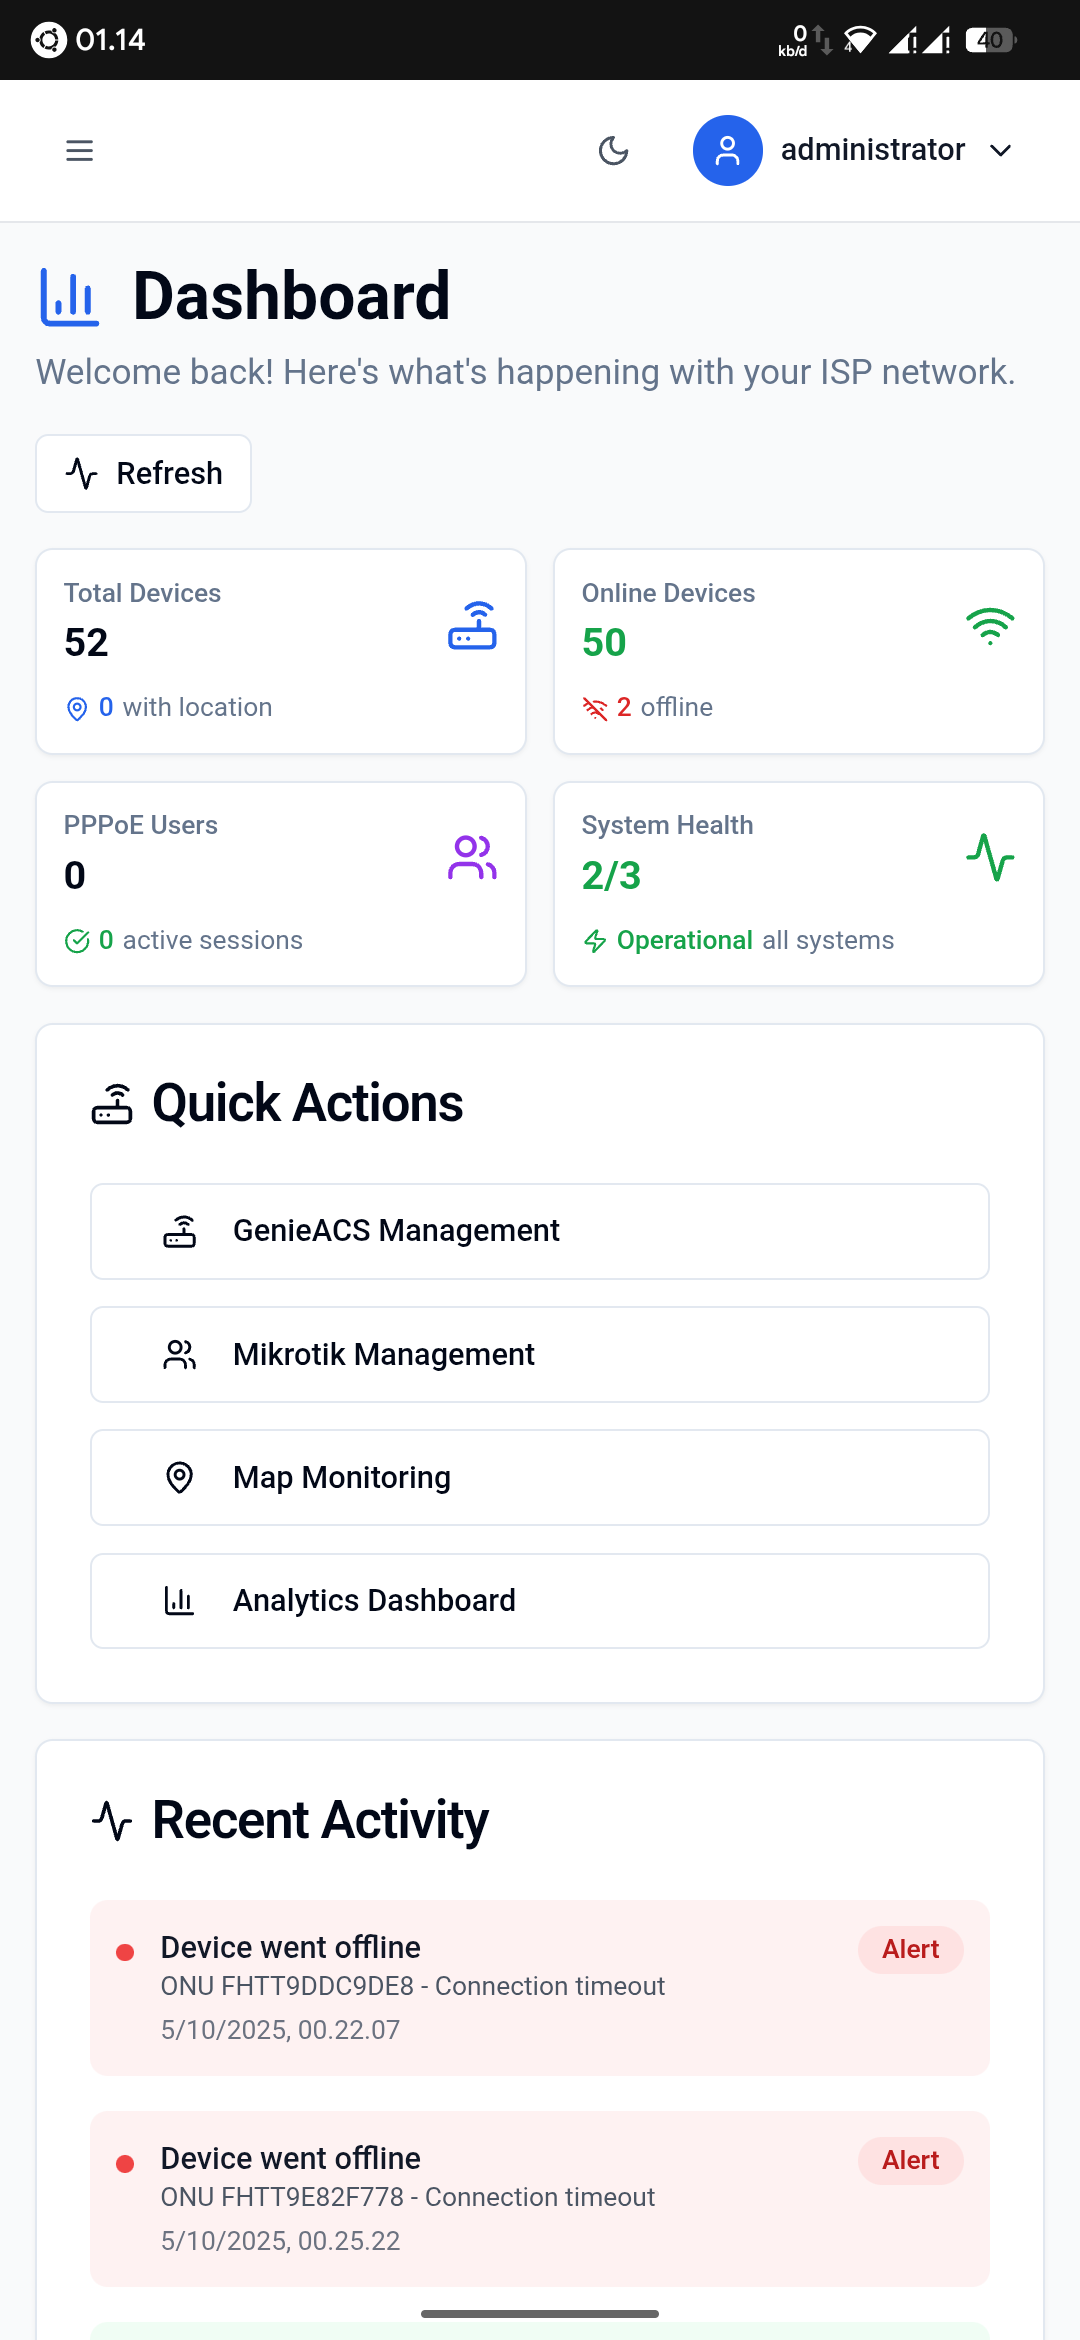 01.14
0
kb/d
4
40
administrator
Dashboard
Welcome back! Here's what's happening with your ISP network.
Refresh
Total Devices
52
0 with location
Online Devices
50
2 offline
PPPoE Users
0
0 active sessions
System Health
2/3
Operational all systems
Quick Actions
GenieACS Management
Mikrotik Management
Map Monitoring
Analytics Dashboard
Recent Activity
Device went offline
Alert
ONU FHTT9DDC9DE8 - Connection timeout
5/10/2025, 00.22.07
Device went offline
Alert
ONU FHTT9E82F778 - Connection timeout
5/10/2025, 00.25.22